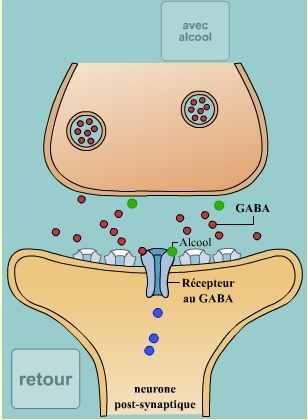 avec
alcool
GABA
Alcool
Récepteur
au GABA
retour
neurone
post-synaptique